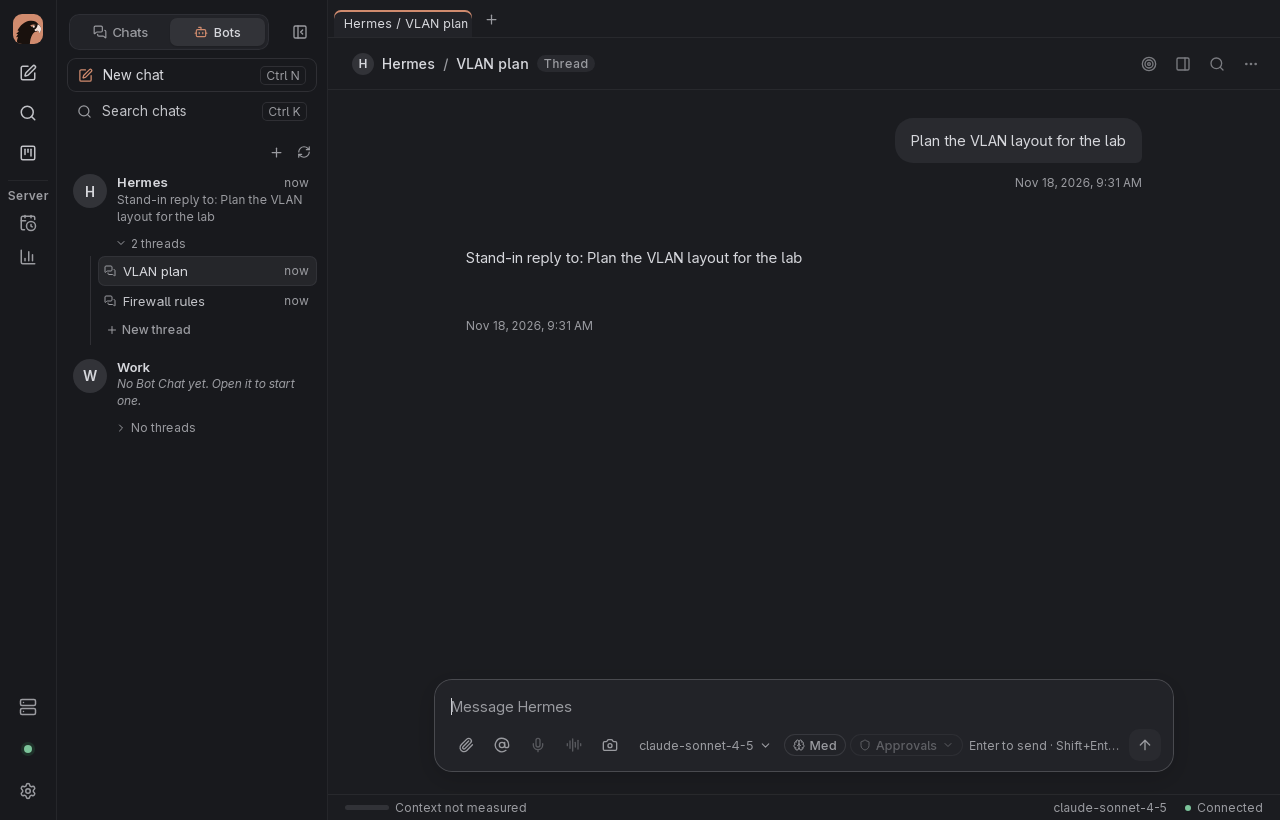 Chats
Bots
New chat
Ctrl N
Search chats
Ctrl K
Server
H
Hermes
now
Stand-in reply to: Plan the VLAN
layout for the lab
2 threads
VLAN plan
now
Firewall rules
now
New thread
W
Work
No Bot Chat yet. Open it to start
one.
No threads
Hermes / VLAN plan
H
Hermes / VLAN plan
Thread
Plan the VLAN layout for the lab
Nov 18, 2026, 9:31 AM
Stand-in reply to: Plan the VLAN layout for the lab
Nov 18, 2026, 9:31 AM
Message Hermes
claude-sonnet-4-5
Med
Approvals
Enter to send · Shift+Ent…
Context not measured
claude-sonnet-4-5
Connected